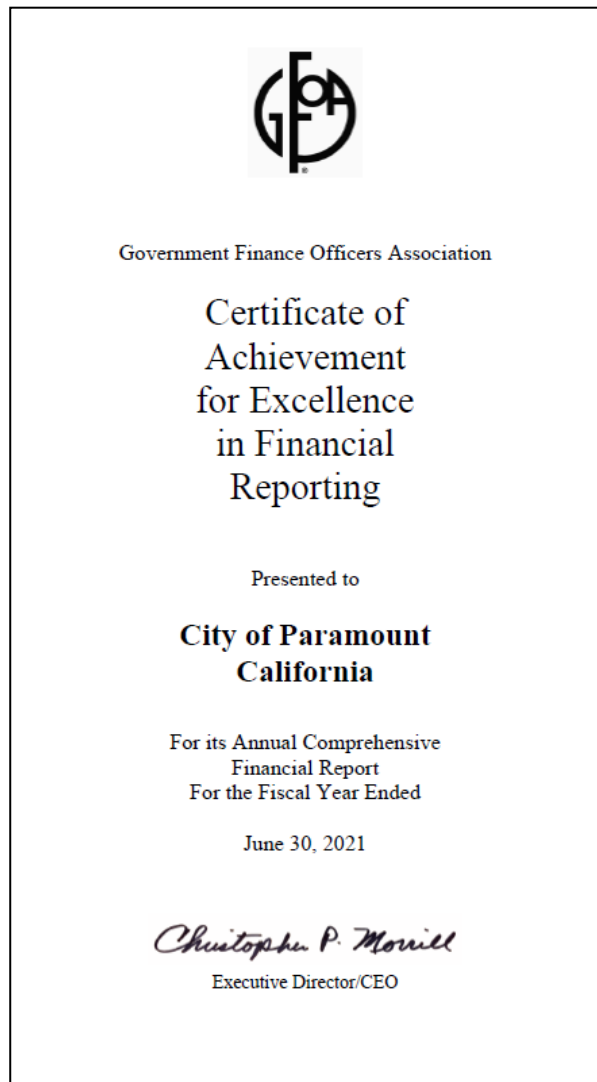 GFOA
®
Government Finance Officers Association
Certificate of
Achievement
for Excellence
in Financial
Reporting
Presented to
City of Paramount
California
For its Annual Comprehensive
Financial Report
For the Fiscal Year Ended
June 30, 2021
Christopher P. Morrill
Executive Director/CEO